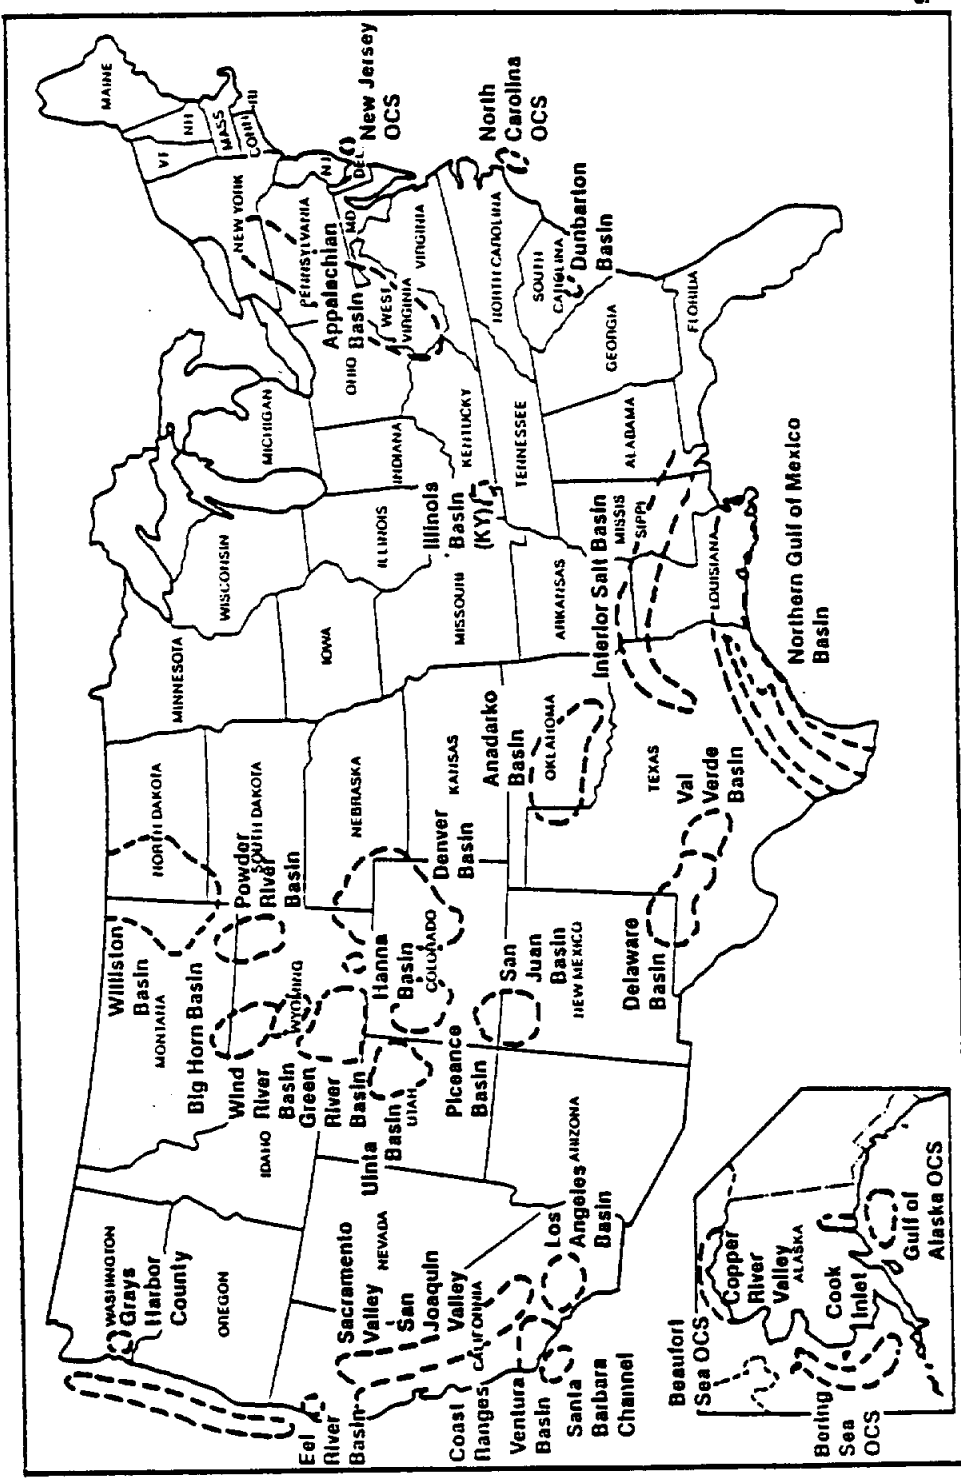 WASHINGTON
Grays
Harbor
County
OREGON
IDAHO
MONTANA
Williston
Basin
NORTH DAKOTA
SOUTH DAKOTA
Powder
River
Basin
Big Horn Basin
Wind
River
Basin
WYOMING
Green
River
Basin
Hanna
Basin
COLORADO
Denver
Basin
Uinta
Basin
UTAH
Piceance
Basin
San
Juan
Basin
NEW MEXICO
ARIZONA
NEVADA
Sacramento
Valley
San
Joaquin
Valley
CALIFORNIA
Los
Angeles
Basin
Eel
River
Basin
Coast
Ranges
Ventura
Basin
Santa
Barbara
Channel
NEBRASKA
KANSAS
Anadarko
Basin
OKLAHOMA
TEXAS
Val
Verde
Basin
Delaware
Basin
MINNESOTA
WISCONSIN
IOWA
ILLINOIS
MISSOURI
ARKANSAS
LOUISIANA
Interior Salt Basin
MISSIS
SIPPI
ALABAMA
GEORGIA
FLORIDA
Northern Gulf of Mexico
Basin
MICHIGAN
INDIANA
OHIO
KENTUCKY
TENNESSEE
Illinois
Basin
(KY)
Appalachian
Basin
WEST
VIRGINIA
VIRGINIA
NORTH CAROLINA
SOUTH
CAROLINA
Dunbarton
Basin
North
Carolina
OCS
New Jersey
OCS
PENNSYLVANIA
NEW YORK
MD
DEL.
NJ
CONN
RI
MASS
NH
VT
MAINE
Beaufort
Sea OCS
Copper
River
Valley
ALASKA
Cook
Inlet
Gulf of
Alaska OCS
Boring
Sea
OCS